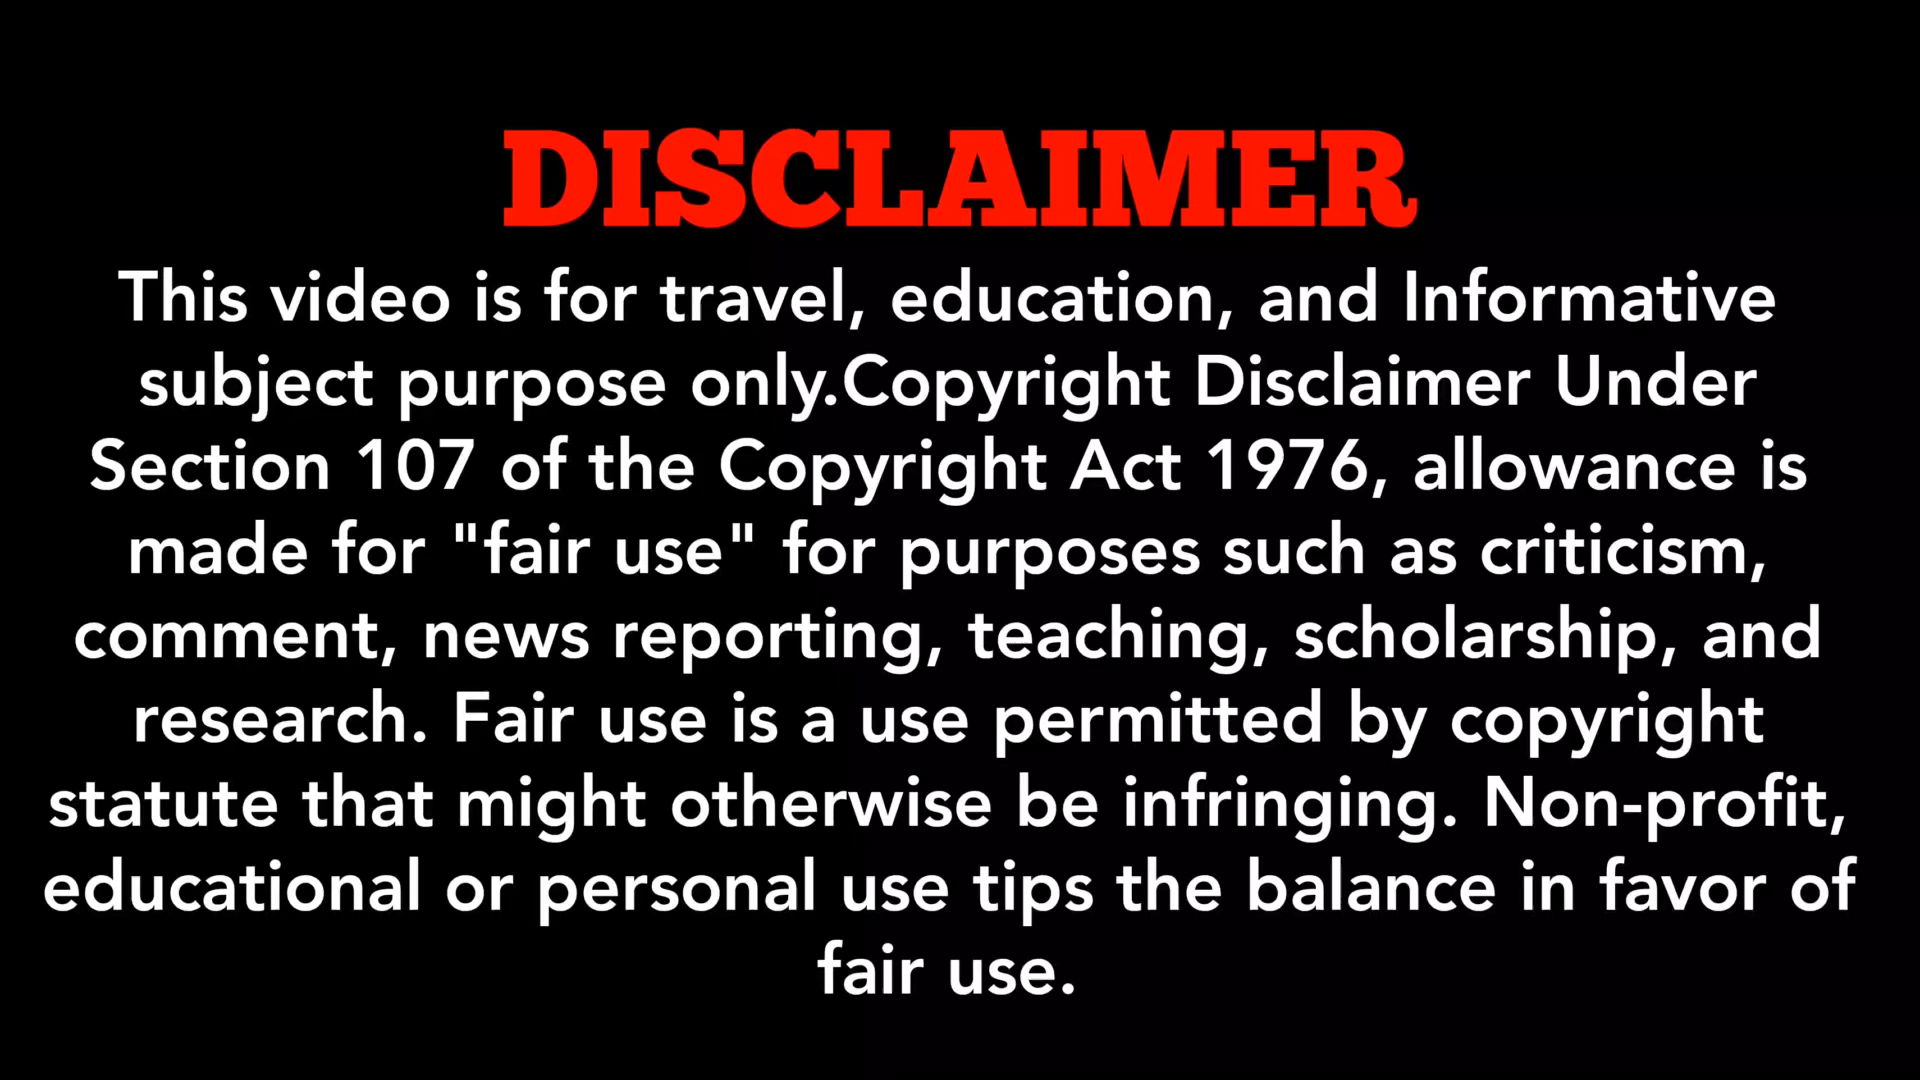 DISCLAIMER
This video is for travel, education, and Informative
subject purpose only.Copyright Disclaimer Under
Section 107 of the Copyright Act 1976, allowance is
made for "fair use" for purposes such as criticism,
comment, news reporting, teaching, scholarship, and
research. Fair use is a use permitted by copyright
statute that might otherwise be infringing. Non-profit,
educational or personal use tips the balance in favor of
fair use.